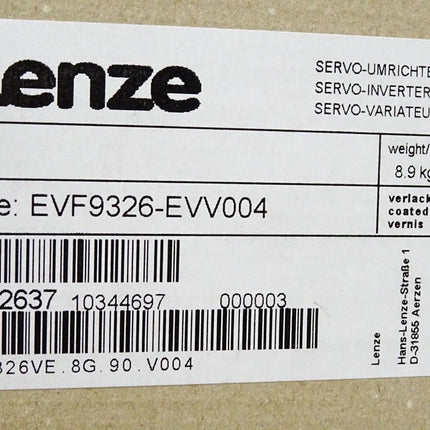 Lenze
SERVO-UMRICHTE
SERVO-INVERTER
SERVO-VARIATEU
weight/
8.9 kg
e: EVF9326-EVV004
verlack
coated
vernis
2637 10344697 000003
326VE.8G.90.V004
Lenze
Hans-Lenze-Straße 1
D-31855 Aerzen